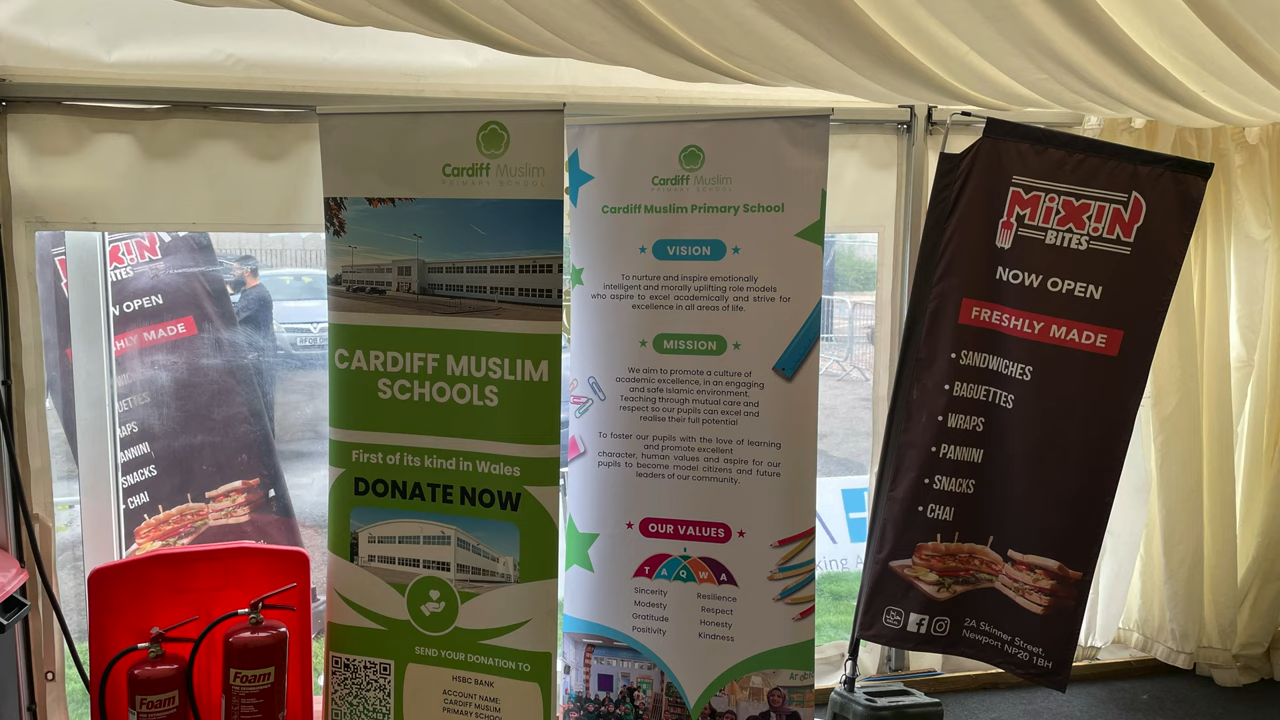 MIX!N
BITES
OPEN
SHLY MADE
UETTES
RAPS
ANNINI
SNACKS
CHAI
Foam
Foam
Cardiff Muslim
PRIMARY SCHOOL
CARDIFF MUSLIM
SCHOOLS
First of its kind in Wales
DONATE NOW
SEND YOUR DONATION TO
HSBC BANK
ACCOUNT NAME:
CARDIFF MUSLIM
PRIMARY SCHOOL
Cardiff Muslim
PRIMARY SCHOOL
Cardiff Muslim Primary School
VISION
To nurture and inspire emotionally
intelligent and morally uplifting role models
who aspire to excel academically and strive for
excellence in all areas of life.
MISSION
We aim to promote a culture of
academic excellence, in an engaging
and safe Islamic environment.
Teaching through mutual care and
respect so our pupils can excel and
realise their full potential
To foster our pupils with the love of learning
and promote excellent
character, human values and aspire for our
pupils to become model citizens and future
leaders of our community.
OUR VALUES
TAQWA
Sincerity Resilience
Modesty Respect
Gratitude Honesty
Positivity Kindness
MIX!N
BITES
NOW OPEN
FRESHLY MADE
• SANDWICHES
• BAGUETTES
• WRAPS
• PANNINI
• SNACKS
• CHAI
2A Skinner Street,
Newport NP20 1BH